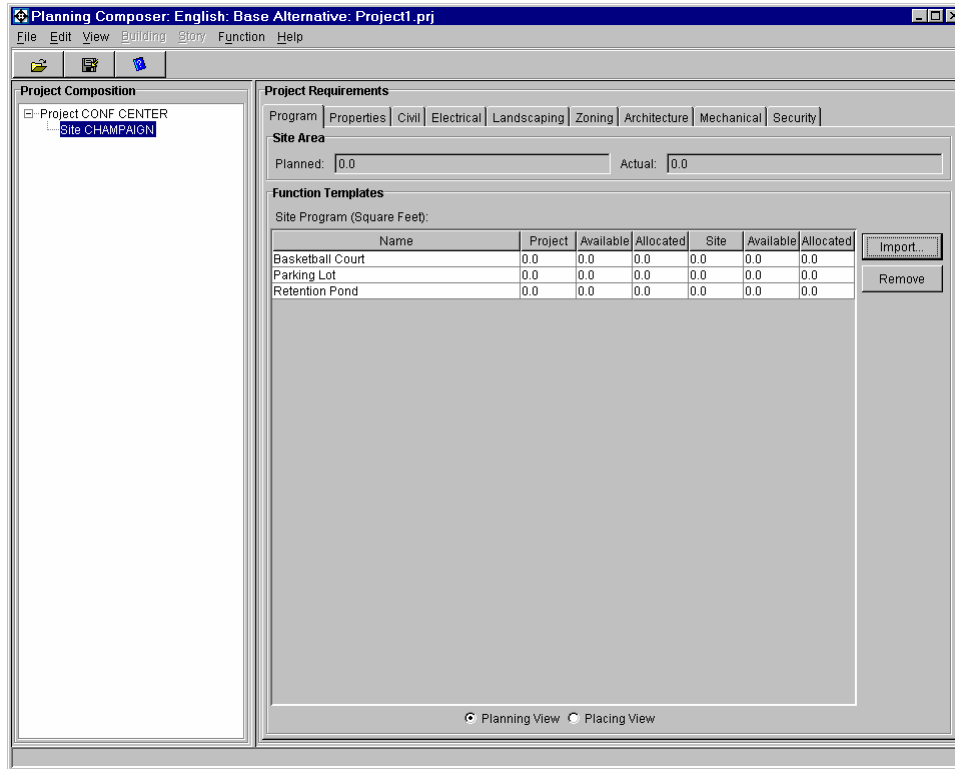 Planning Composer: English: Base Alternative: Project1.prj
File Edit View Building Story Function Help
Project Composition
Project CONF CENTER
Site CHAMPAIGN
Project Requirements
Program Properties Civil Electrical Landscaping Zoning Architecture Mechanical Security
Site Area
Planned: 0.0 Actual: 0.0
Function Templates
Site Program (Square Feet):
Name Project Available Allocated Site Available Allocated
Basketball Court 0.0 0.0 0.0 0.0 0.0 0.0
Parking Lot 0.0 0.0 0.0 0.0 0.0 0.0
Retention Pond 0.0 0.0 0.0 0.0 0.0 0.0
Import...
Remove
Planning View Placing View